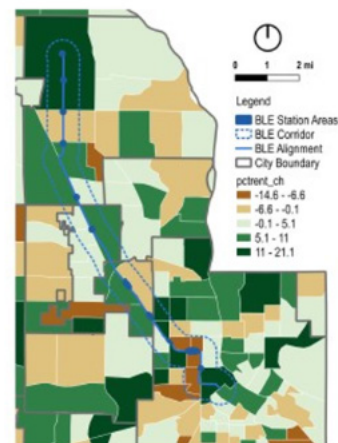 0 1 2 mi
Legend
BLE Station Areas
BLE Corridor
BLE Alignment
City Boundary
pctrent_ch
-14.6 - -6.6
-6.6 - -0.1
-0.1 - 5.1
5.1 - 11
11 - 21.1